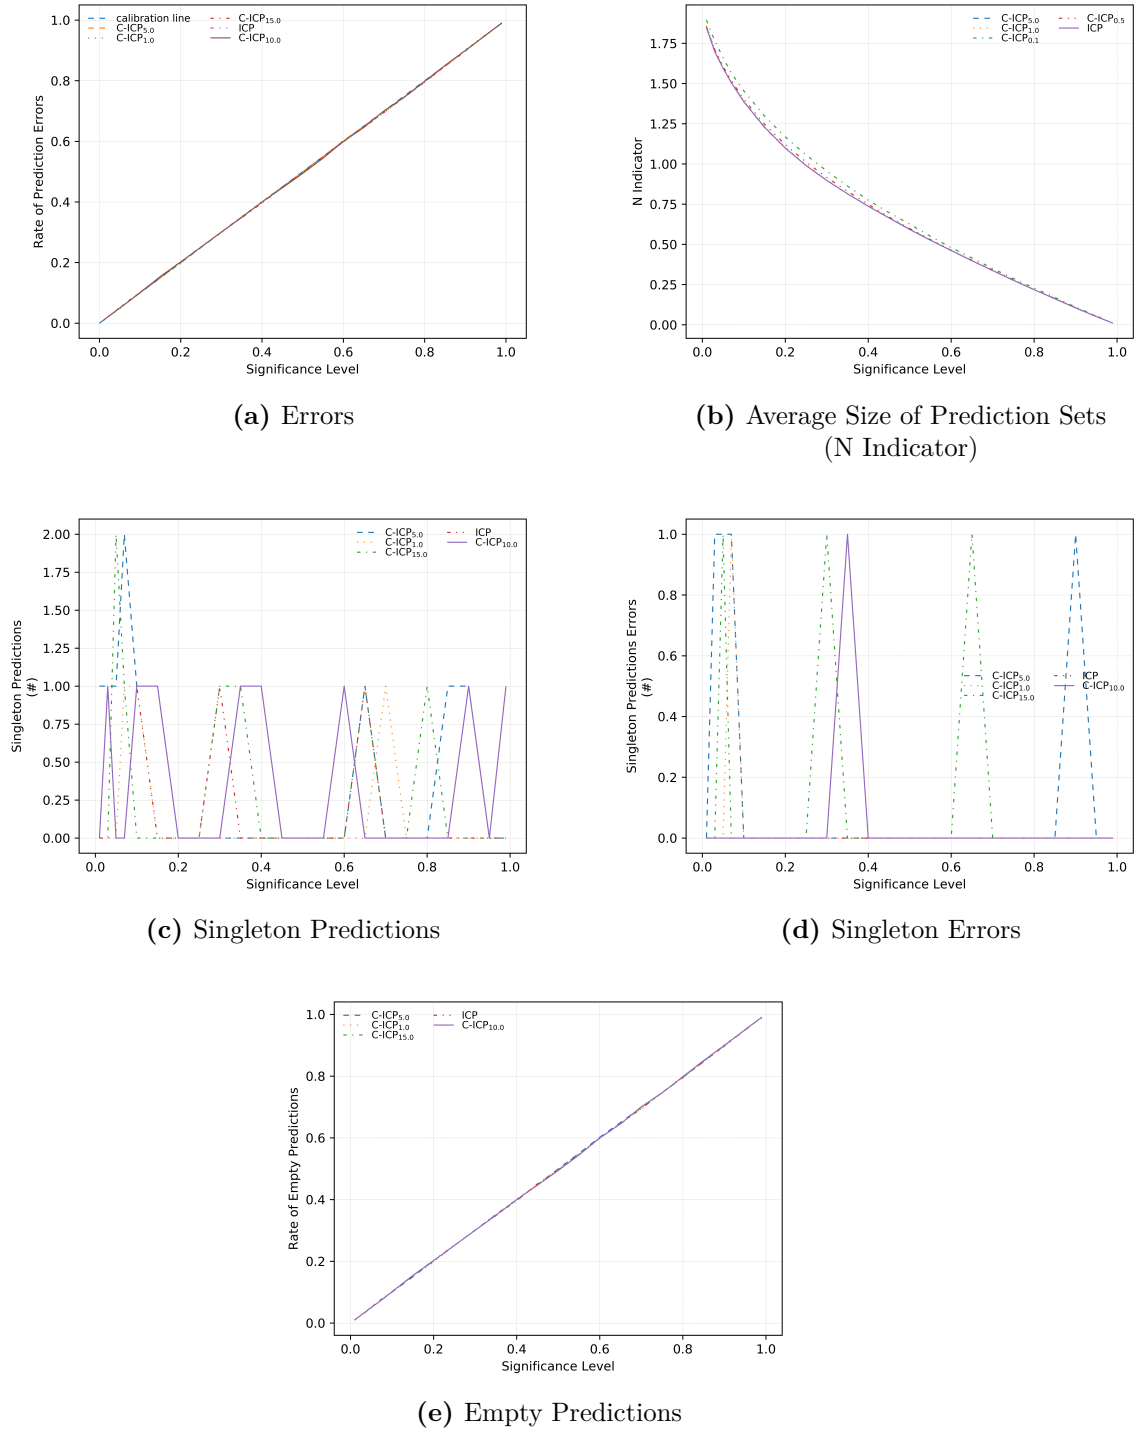 calibration line
C-ICP5.0
C-ICP1.0
C-ICP15.0
ICP
C-ICP10.0
1.0
0.8
0.6
0.4
0.2
0.0
Rate of Prediction Errors
0.0 0.2 0.4 0.6 0.8 1.0
Significance Level
(a) Errors
C-ICP5.0
C-ICP1.0
C-ICP0.1
C-ICP0.5
ICP
1.75
1.50
1.25
1.00
0.75
0.50
0.25
0.00
N Indicator
0.0 0.2 0.4 0.6 0.8 1.0
Significance Level
(b) Average Size of Prediction Sets
(N Indicator)
C-ICP5.0
C-ICP1.0
C-ICP15.0
ICP
C-ICP10.0
2.00
1.75
1.50
1.25
1.00
0.75
0.50
0.25
0.00
Singleton Predictions
(#)
0.0 0.2 0.4 0.6 0.8 1.0
Significance Level
(c) Singleton Predictions
1.0
0.8
0.6
0.4
0.2
0.0
Singleton Predictions Errors
(#)
C-ICP5.0
C-ICP1.0
C-ICP15.0
ICP
C-ICP10.0
0.0 0.2 0.4 0.6 0.8 1.0
Significance Level
(d) Singleton Errors
C-ICP5.0
C-ICP1.0
C-ICP15.0
ICP
C-ICP10.0
1.0
0.8
0.6
0.4
0.2
0.0
Rate of Empty Predictions
0.0 0.2 0.4 0.6 0.8 1.0
Significance Level
(e) Empty Predictions